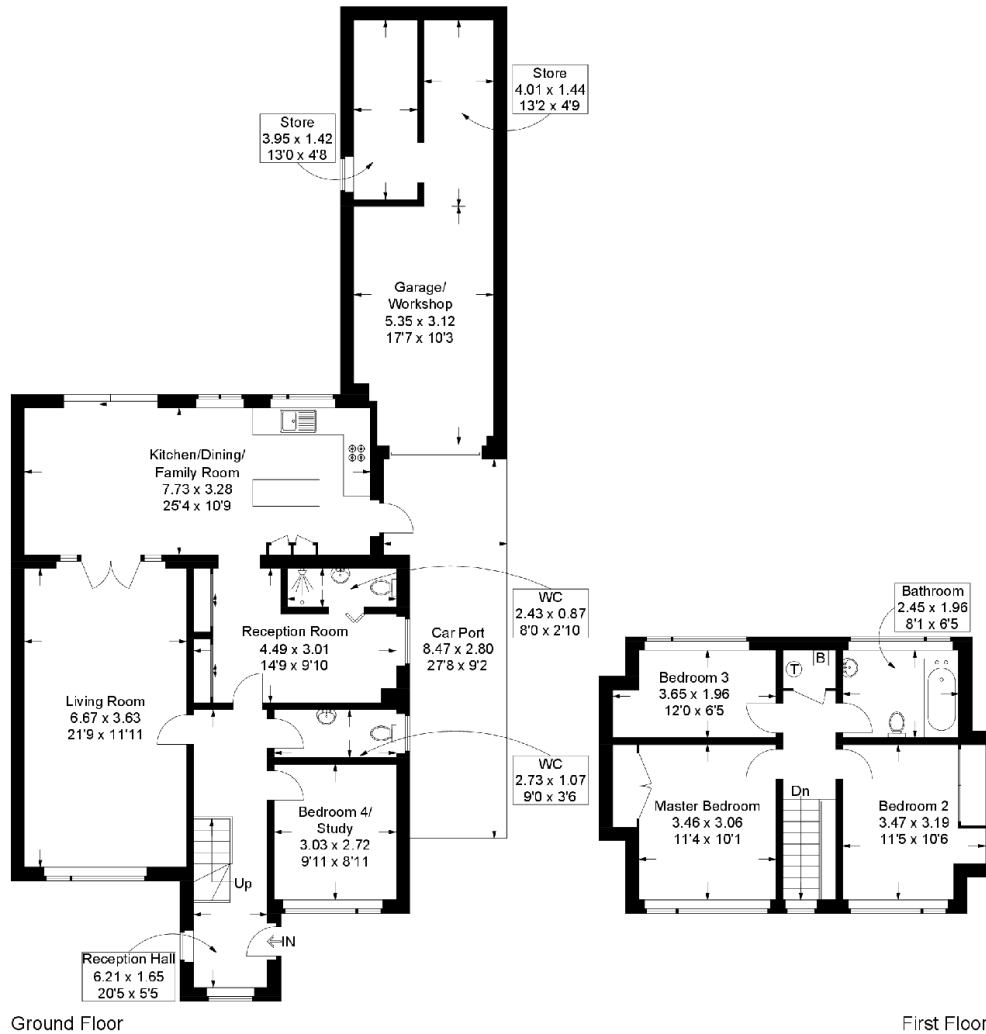 Store
4.01 x 1.44
13'2 x 4'9
Store
3.95 x 1.42
13'0 x 4'8
Garage/
Workshop
5.35 x 3.12
17'7 x 10'3
Kitchen/Dining/
Family Room
7.73 x 3.28
25'4 x 10'9
WC
2.43 x 0.87
8'0 x 2'10
Reception Room
4.49 x 3.01
14'9 x 9'10
Car Port
8.47 x 2.80
27'8 x 9'2
Living Room
6.67 x 3.63
21'9 x 11'11
WC
2.73 x 1.07
9'0 x 3'6
Bedroom 4/
Study
3.03 x 2.72
9'11 x 8'11
Up
IN
Reception Hall
6.21 x 1.65
20'5 x 5'5
Ground Floor
Bathroom
2.45 x 1.96
8'1 x 6'5
B
T
Bedroom 3
3.65 x 1.96
12'0 x 6'5
Dn
Master Bedroom
3.46 x 3.06
11'4 x 10'1
Bedroom 2
3.47 x 3.19
11'5 x 10'6
First Floor